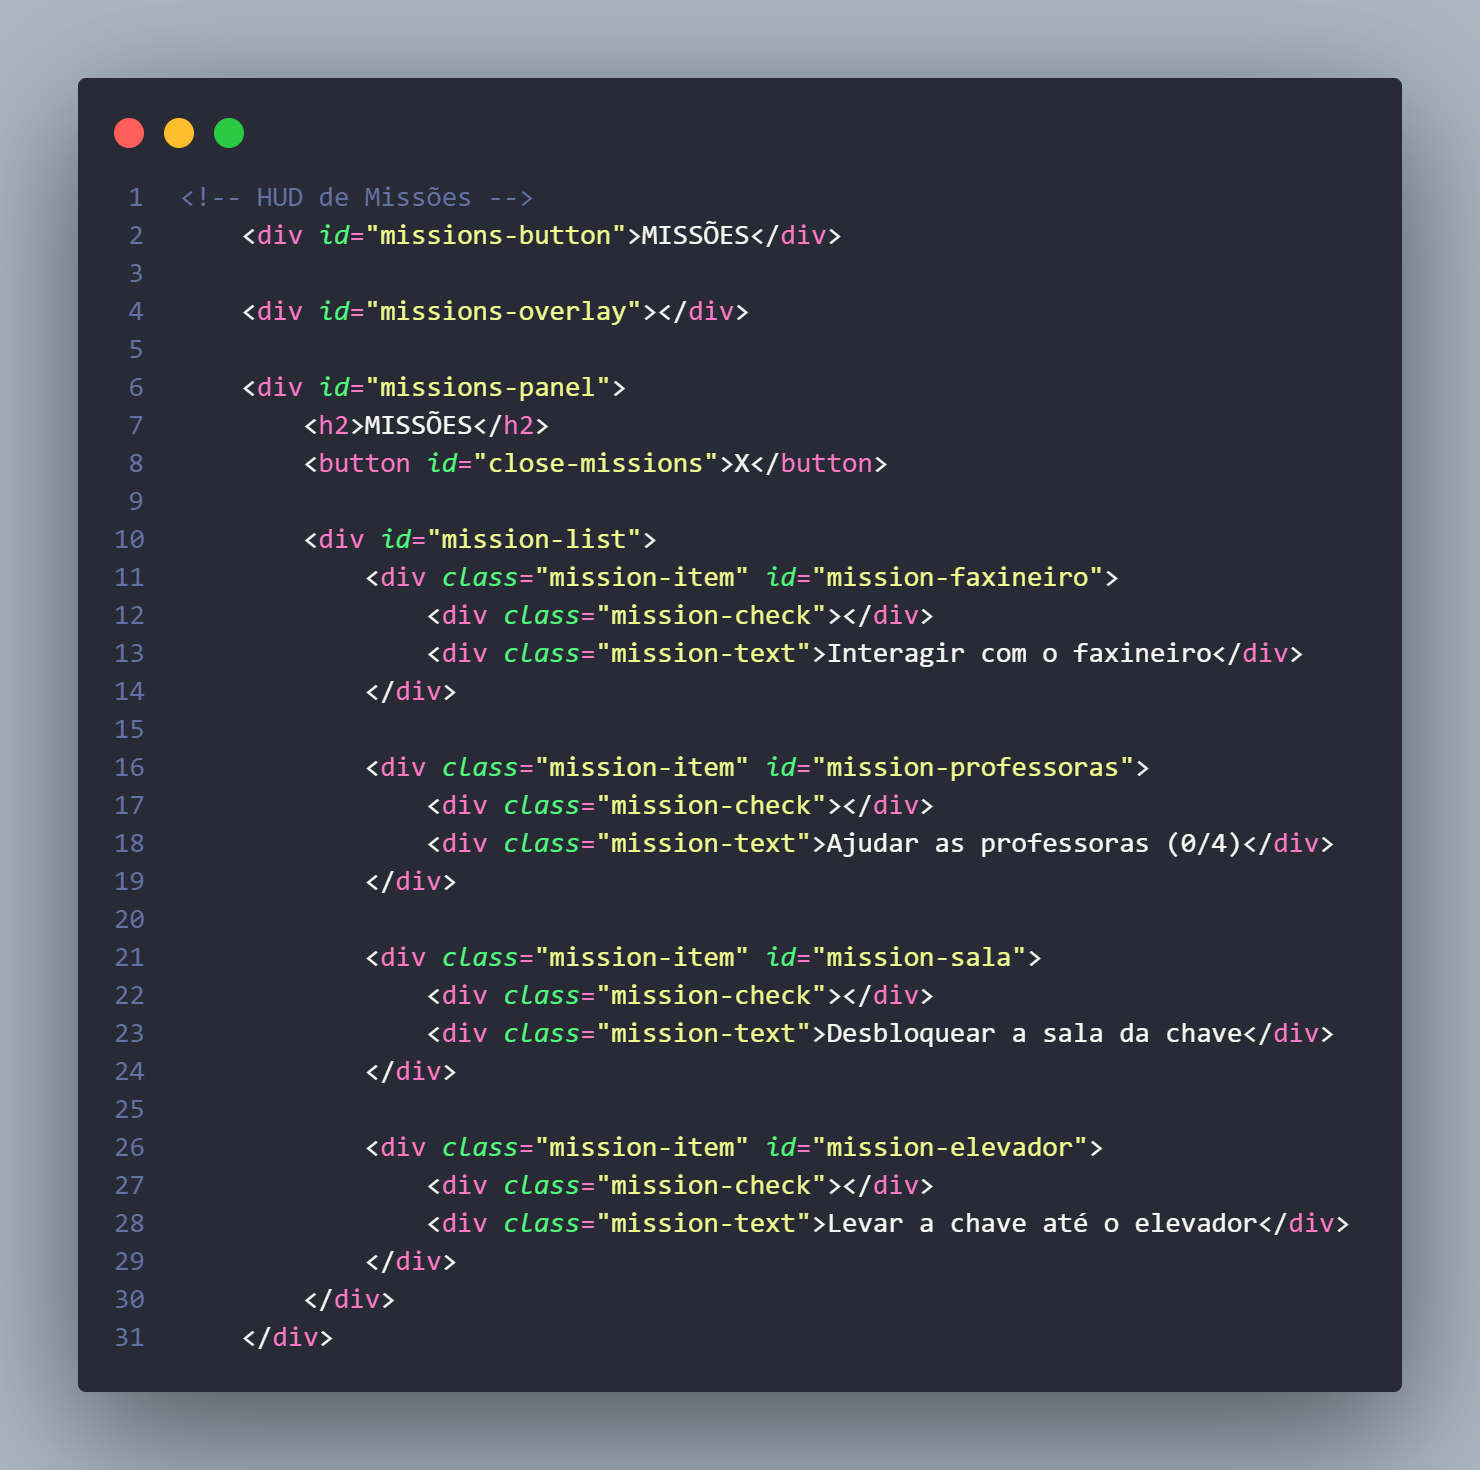 1 <!-- HUD de Missões -->
2     <div id="missions-button">MISSÕES</div>
3
4     <div id="missions-overlay"></div>
5
6     <div id="missions-panel">
7         <h2>MISSÕES</h2>
8         <button id="close-missions">X</button>
9
10         <div id="mission-list">
11             <div class="mission-item" id="mission-faxineiro">
12                 <div class="mission-check"></div>
13                 <div class="mission-text">Interagir com o faxineiro</div>
14             </div>
15
16             <div class="mission-item" id="mission-professoras">
17                 <div class="mission-check"></div>
18                 <div class="mission-text">Ajudar as professoras (0/4)</div>
19             </div>
20
21             <div class="mission-item" id="mission-sala">
22                 <div class="mission-check"></div>
23                 <div class="mission-text">Desbloquear a sala da chave</div>
24             </div>
25
26             <div class="mission-item" id="mission-elevador">
27                 <div class="mission-check"></div>
28                 <div class="mission-text">Levar a chave até o elevador</div>
29             </div>
30         </div>
31     </div>